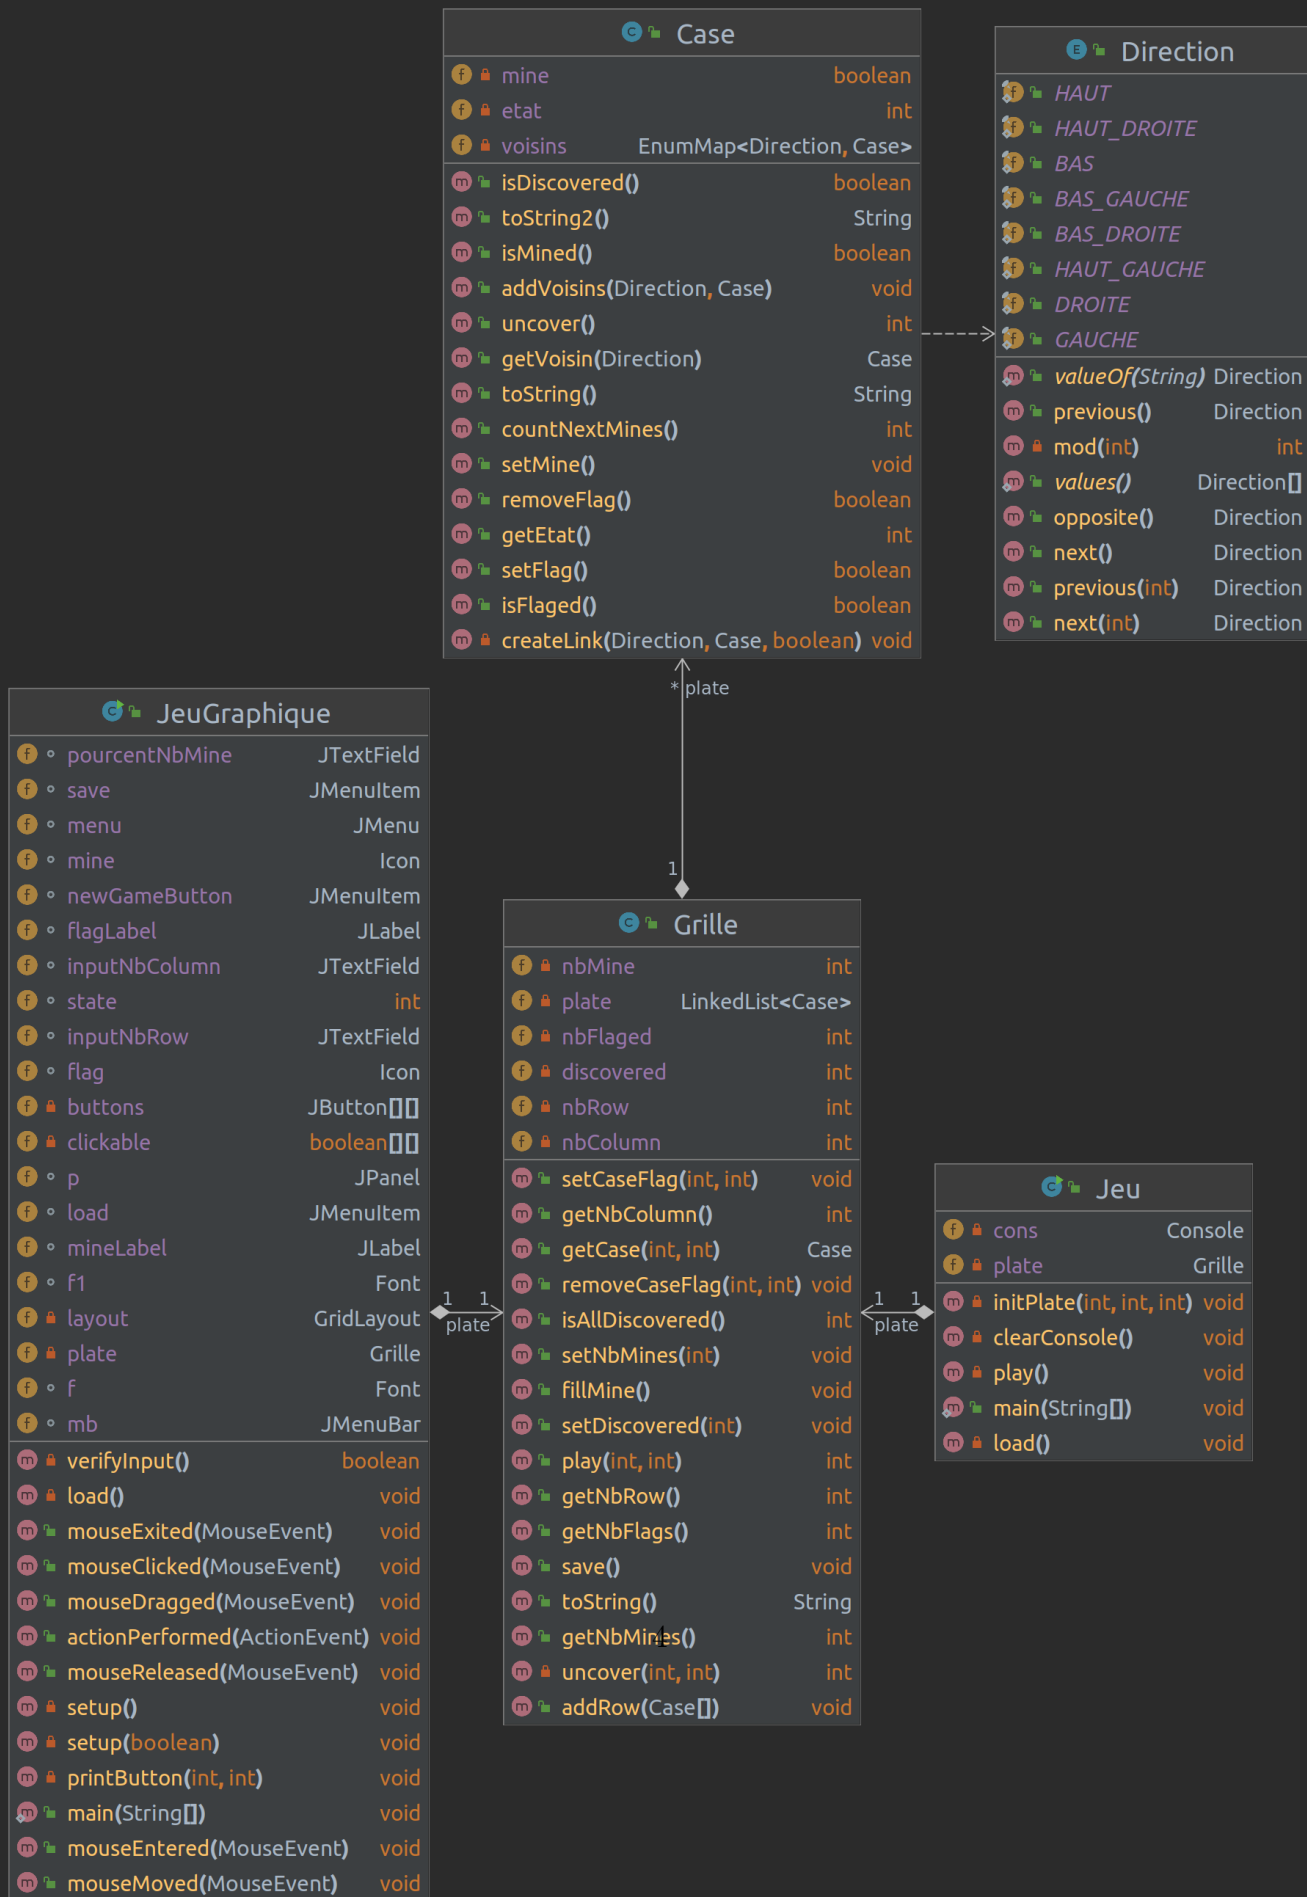 Case
mine boolean
etat int
voisins EnumMap<Direction, Case>
isDiscovered() boolean
toString2() String
isMined() boolean
addVoisins(Direction, Case) void
uncover() int
getVoisin(Direction) Case
toString() String
countNextMines() int
setMine() void
removeFlag() boolean
getEtat() int
setFlag() boolean
isFlaged() boolean
createLink(Direction, Case, boolean) void
Direction
HAUT
HAUT_DROITE
BAS
BAS_GAUCHE
BAS_DROITE
HAUT_GAUCHE
DROITE
GAUCHE
valueOf(String) Direction
previous() Direction
mod(int) int
values() Direction[]
opposite() Direction
next() Direction
previous(int) Direction
next(int) Direction
* plate
1
JeuGraphique
pourcentNbMine JTextField
save JMenuItem
menu JMenu
mine Icon
newGameButton JMenuItem
flagLabel JLabel
inputNbColumn JTextField
state int
inputNbRow JTextField
flag Icon
buttons JButton[][]
clickable boolean[][]
p JPanel
load JMenuItem
mineLabel JLabel
f1 Font
layout GridLayout
plate Grille
f Font
mb JMenuBar
verifyInput() boolean
load() void
mouseExited(MouseEvent) void
mouseClicked(MouseEvent) void
mouseDragged(MouseEvent) void
actionPerformed(ActionEvent) void
mouseReleased(MouseEvent) void
setup() void
setup(boolean) void
printButton(int, int) void
main(String[]) void
mouseEntered(MouseEvent) void
mouseMoved(MouseEvent) void
1 1
plate
Grille
nbMine int
plate LinkedList<Case>
nbFlaged int
discovered int
nbRow int
nbColumn int
setCaseFlag(int, int) void
getNbColumn() int
getCase(int, int) Case
removeCaseFlag(int, int) void
isAllDiscovered() int
setNbMines(int) void
fillMine() void
setDiscovered(int) void
play(int, int) int
getNbRow() int
getNbFlags() int
save() void
toString() String
getNbMines() int
4
uncover(int, int) int
addRow(Case[]) void
1 1
plate
Jeu
cons Console
plate Grille
initPlate(int, int, int) void
clearConsole() void
play() void
main(String[]) void
load() void